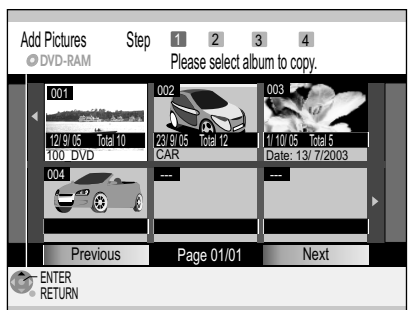 Add Pictures Step 1 2 3 4
DVD-RAM Please select album to copy.
001 002 003
12/ 9/ 05 Total 10 23/ 9/ 05 Total 12 1/ 10/ 05 Total 5
100_DVD CAR Date: 13/ 7/2003
004 --- ---
Previous Page 01/01 Next
ENTER
RETURN